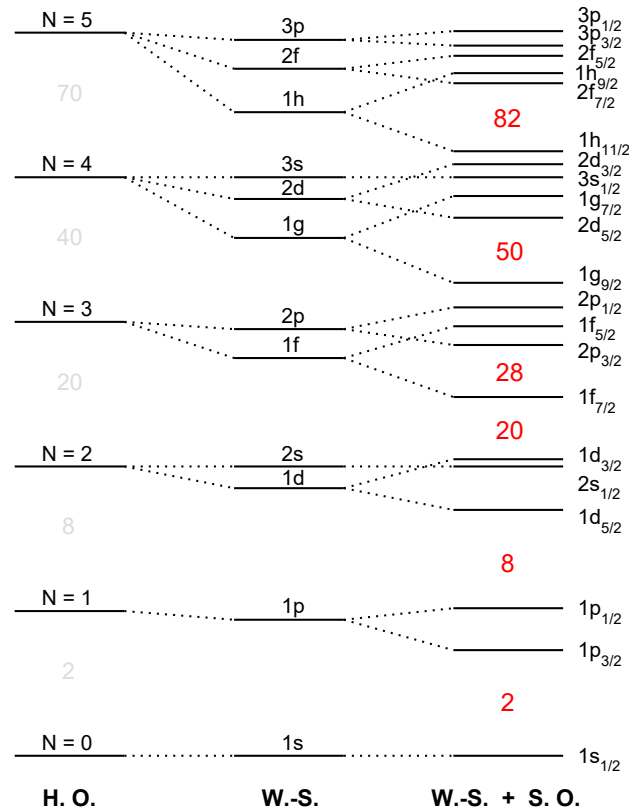 N = 5
3p
3p1/2
3p3/2
2f
2f5/2
1h9/2
2f7/2
70
1h
82
1h11/2
N = 4
3s
2d3/2
3s1/2
2d
1g7/2
1g
2d5/2
40
50
1g9/2
N = 3
2p
2p1/2
1f5/2
1f
2p3/2
20
28
1f7/2
20
N = 2
2s
1d3/2
1d
2s1/2
1d5/2
8
8
N = 1
1p
1p1/2
1p3/2
2
2
N = 0
1s
1s1/2
H. O.
W.-S.
W.-S. + S. O.